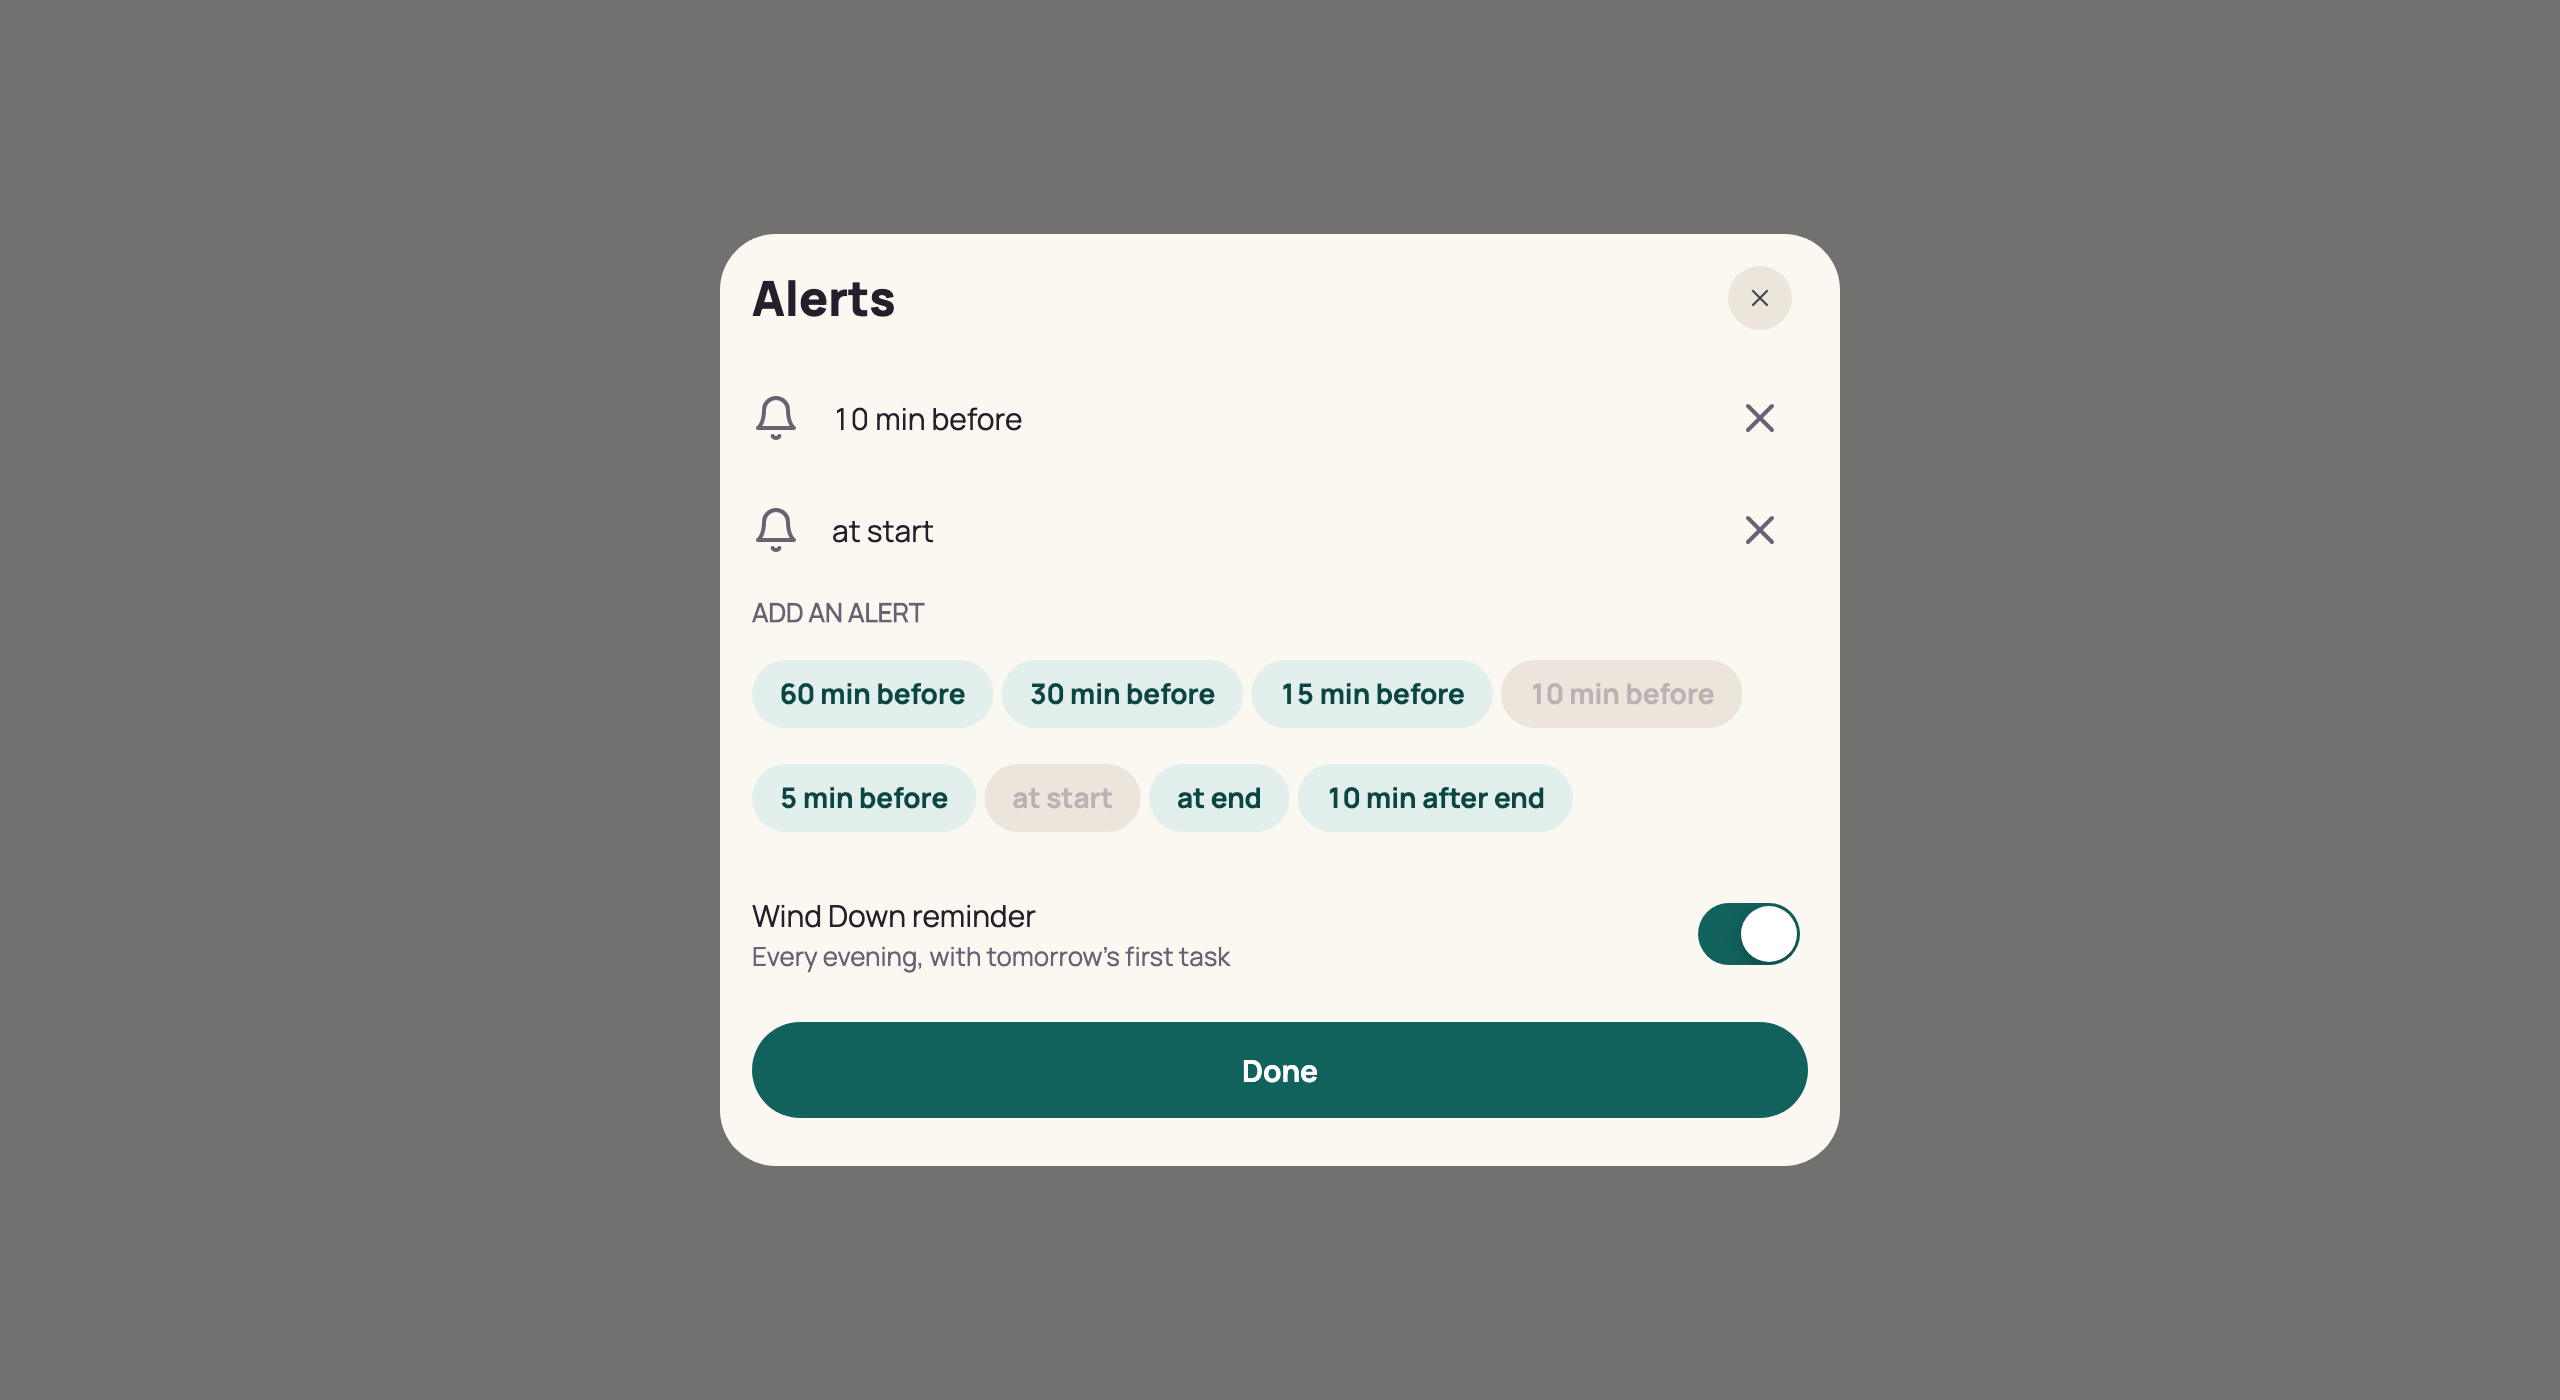 Alerts
10 min before
at start
ADD AN ALERT
60 min before 30 min before 15 min before 10 min before
5 min before at start at end 10 min after end
Wind Down reminder
Every evening, with tomorrow’s first task
Done